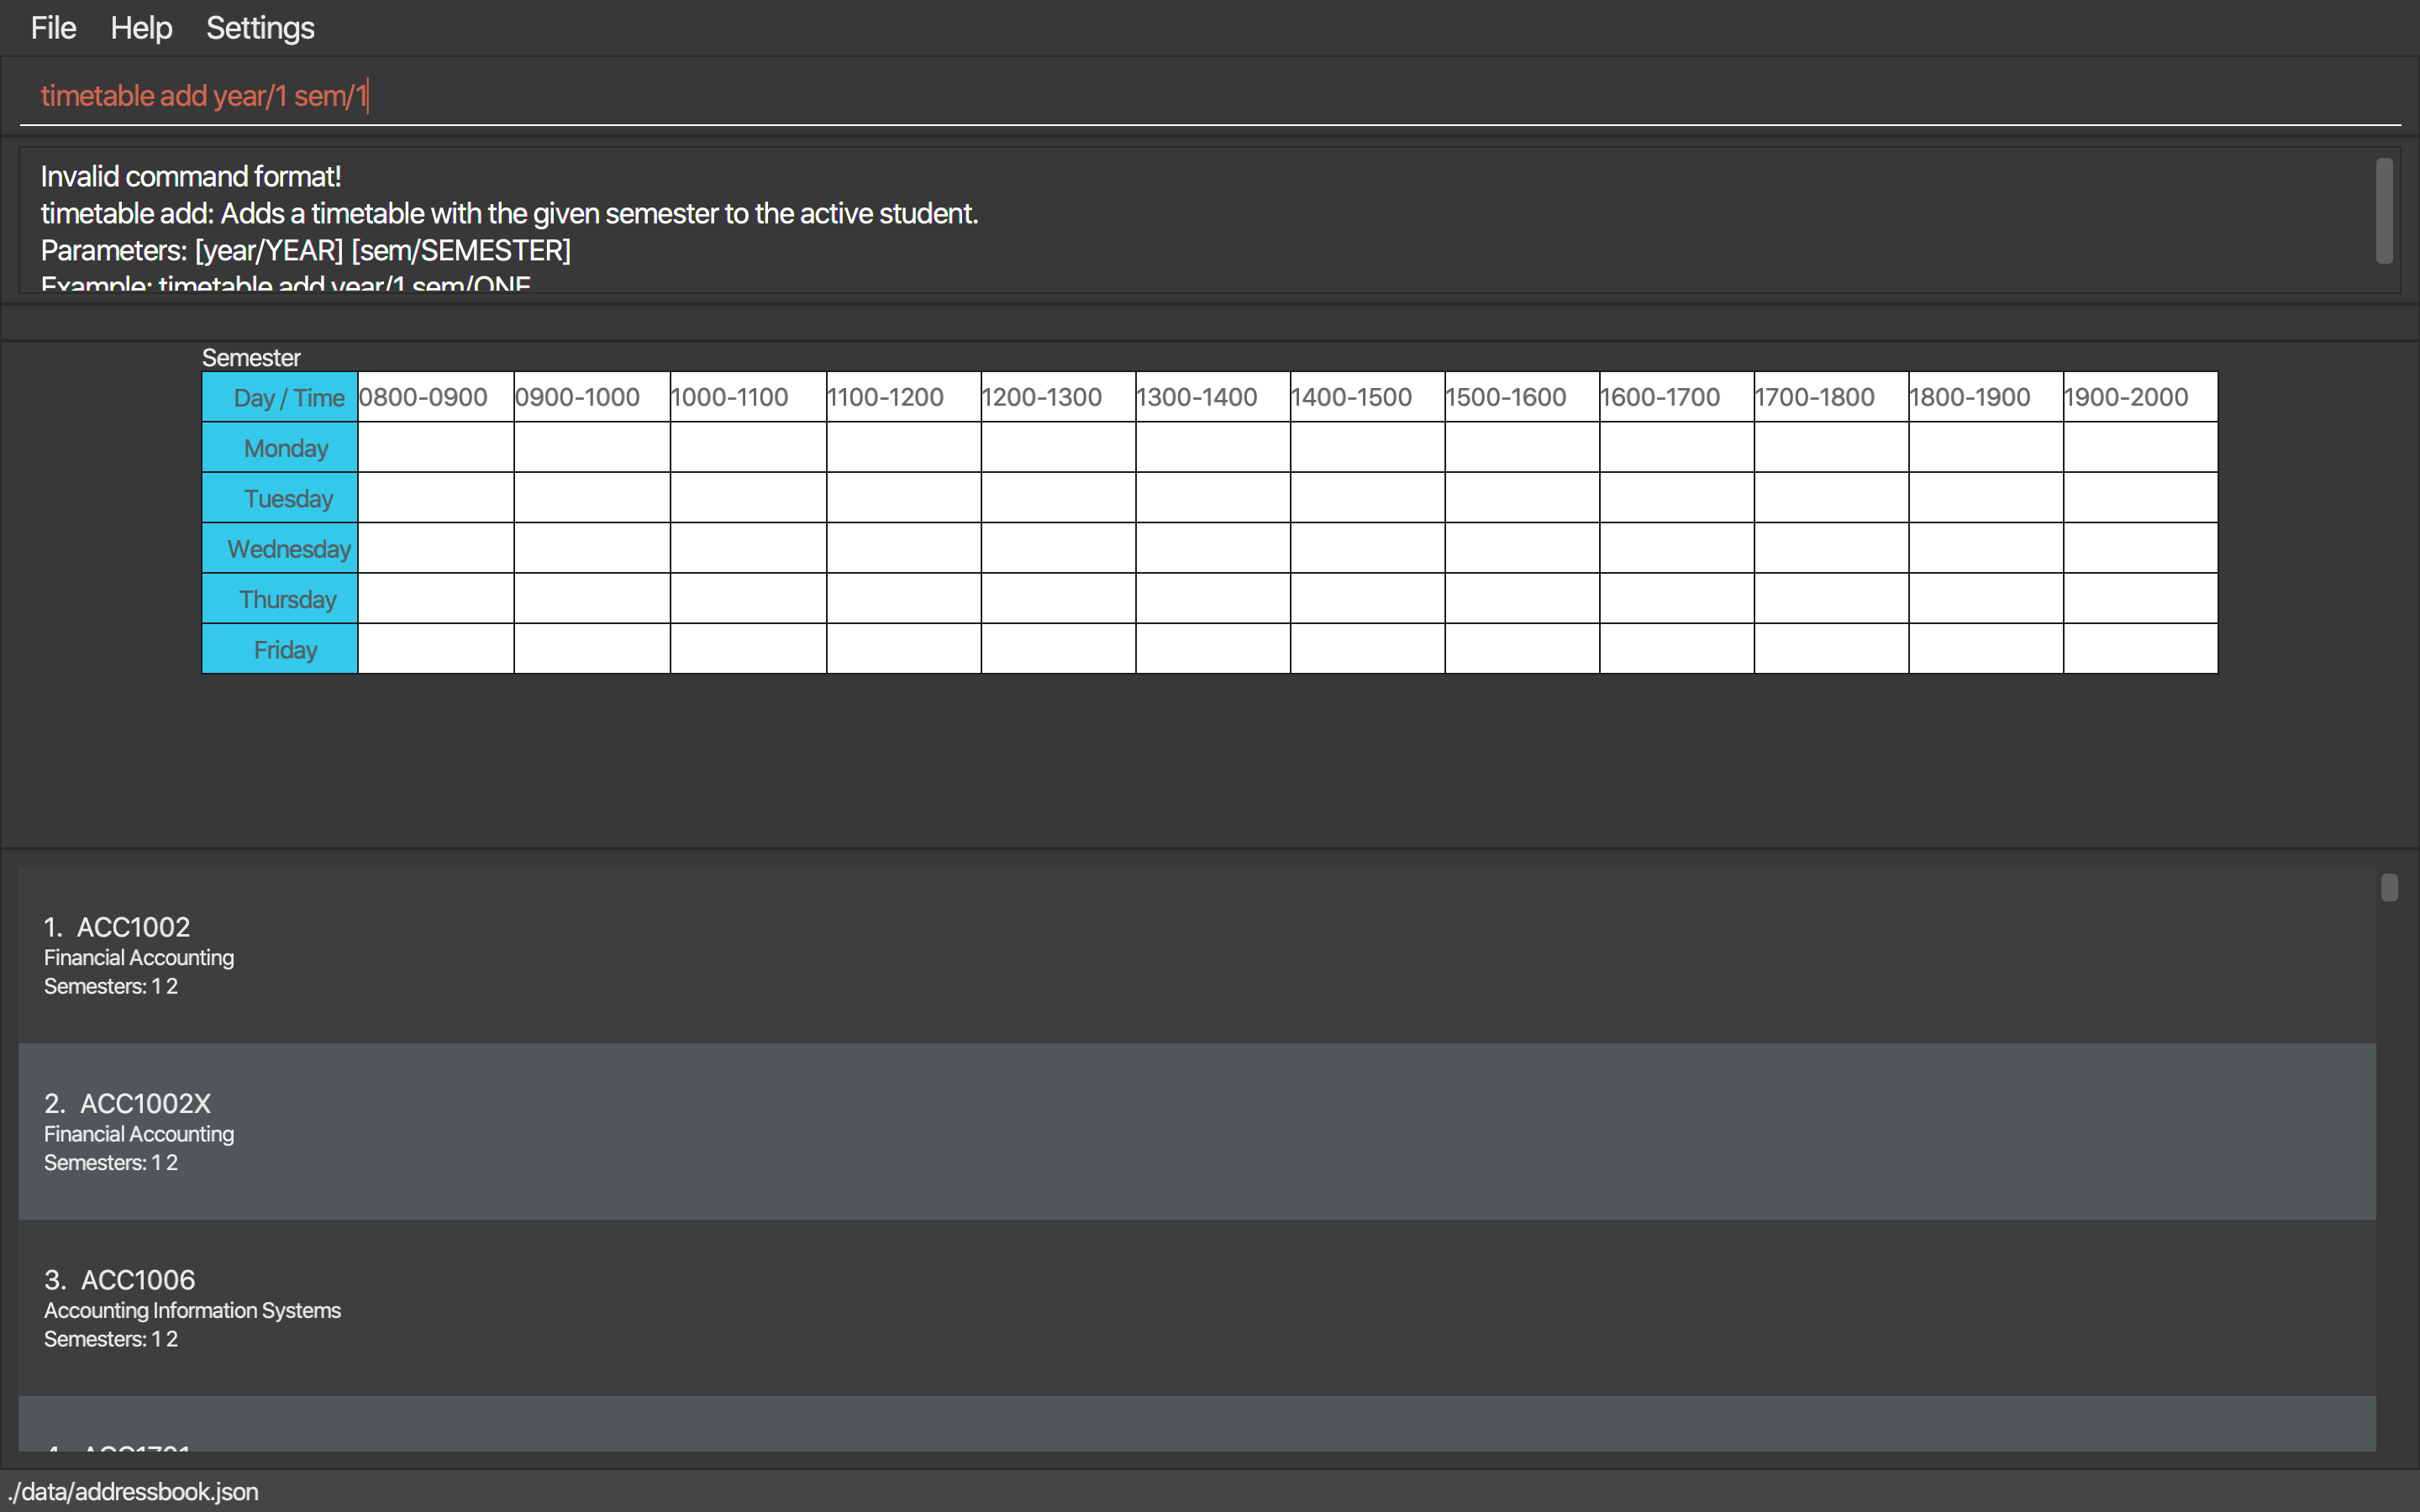 File Help Settings
timetable add year/1 sem/1
Invalid command format!
timetable add: Adds a timetable with the given semester to the active student.
Parameters: [year/YEAR] [sem/SEMESTER]
Example: timetable add year/1 sem/ONE
Semester
Day / Time 0800-0900 0900-1000 1000-1100 1100-1200 1200-1300 1300-1400 1400-1500 1500-1600 1600-1700 1700-1800 1800-1900 1900-2000
Monday
Tuesday
Wednesday
Thursday
Friday
1. ACC1002
Financial Accounting
Semesters: 1 2
2. ACC1002X
Financial Accounting
Semesters: 1 2
3. ACC1006
Accounting Information Systems
Semesters: 1 2
4. ACC1701
./data/addressbook.json